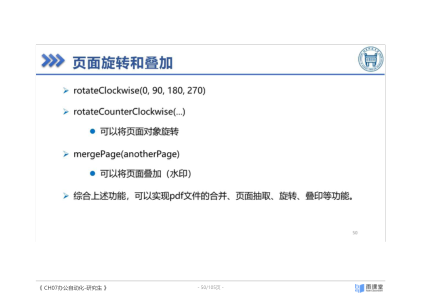 页面旋转和叠加
rotateClockwise(0, 90, 180, 270)
rotateCounterClockwise(...)
可以将页面对象旋转
mergePage(anotherPage)
可以将页面叠加（水印）
综合上述功能，可以实现pdf文件的合并、页面抽取、旋转、叠印等功能。
《 CH07办公自动化-研究生 》
雨课堂